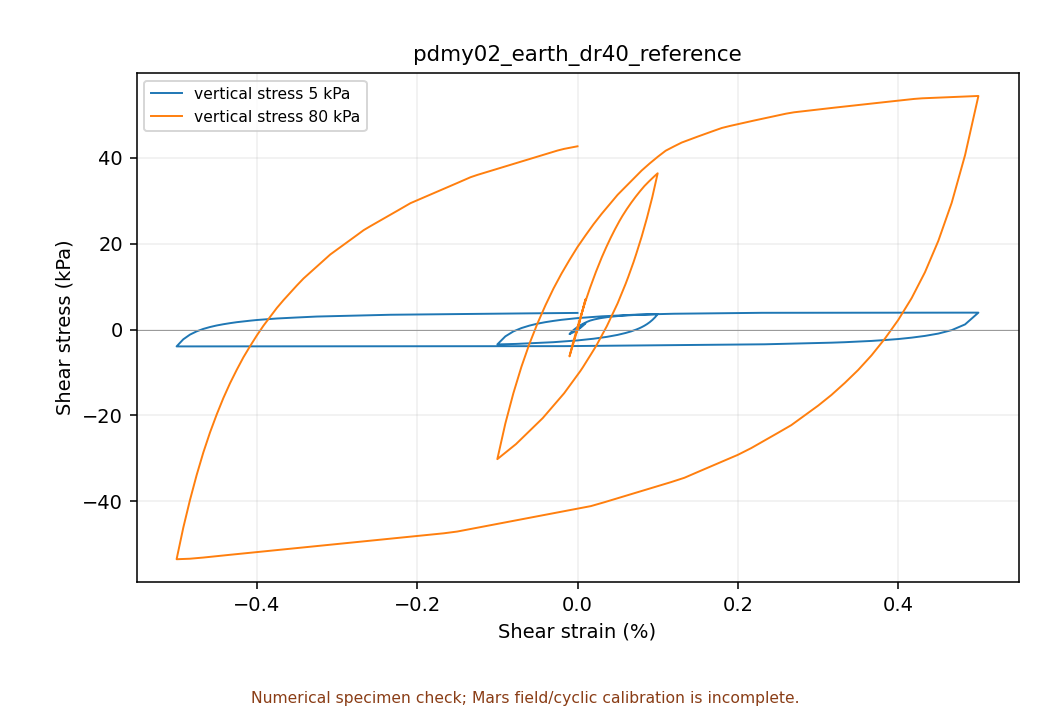 pdmy02_earth_dr40_reference
vertical stress 5 kPa
vertical stress 80 kPa
Shear stress (kPa)
40
20
0
−20
−40
−0.4
−0.2
0.0
0.2
0.4
Shear strain (%)
Numerical specimen check; Mars field/cyclic calibration is incomplete.